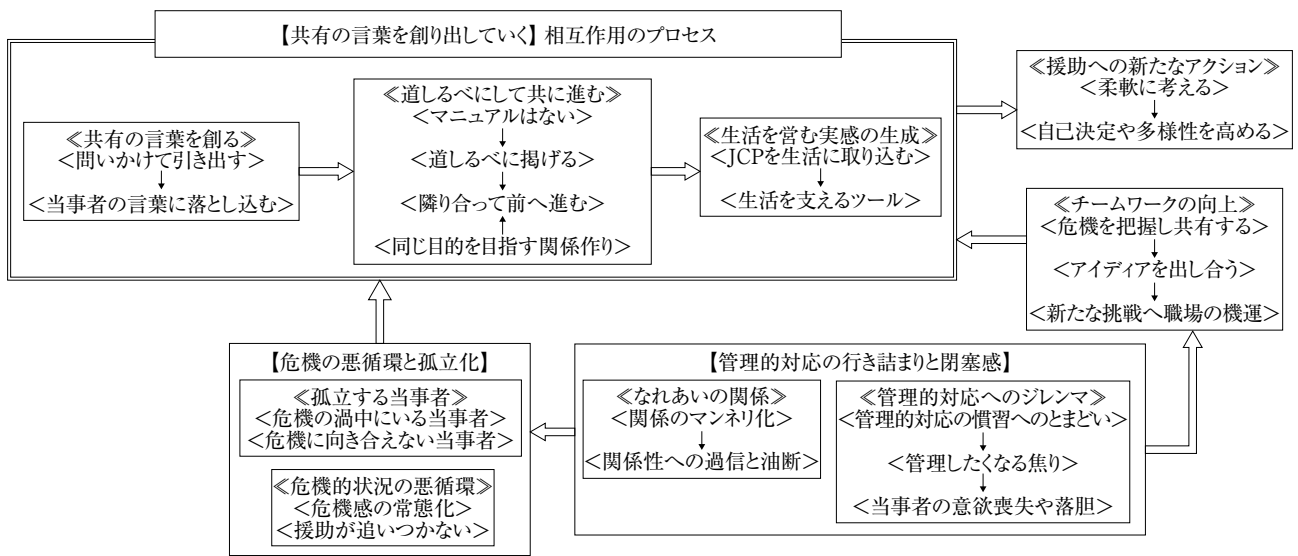 【共有の言葉を創り出していく】相互作用のプロセス
≪共有の言葉を創る≫
<問いかけて引き出す>
<当事者の言葉に落とし込む>
≪道しるべにして共に進む≫
<マニュアルはない>
<道しるべに掲げる>
<隣り合って前へ進む>
<同じ目的を目指す関係作り>
≪生活を営む実感の生成≫
<JCPを生活に取り込む>
<生活を支えるツール>
≪援助への新たなアクション≫
<柔軟に考える>
<自己決定や多様性を高める>
≪チームワークの向上≫
<危機を把握し共有する>
<アイディアを出し合う>
<新たな挑戦へ職場の機運>
【危機の悪循環と孤立化】
≪孤立する当事者≫
<危機の渦中にいる当事者>
<危機に向き合えない当事者>
≪危機的状況の悪循環≫
<危機感の常態化>
<援助が追いつかない>
【管理的対応の行き詰まりと閉塞感】
≪なれあいの関係≫
<関係のマンネリ化>
<関係性への過信と油断>
≪管理的対応へのジレンマ≫
<管理的対応の慣習へのとまどい>
<管理したくなる焦り>
<当事者の意欲喪失や落胆>